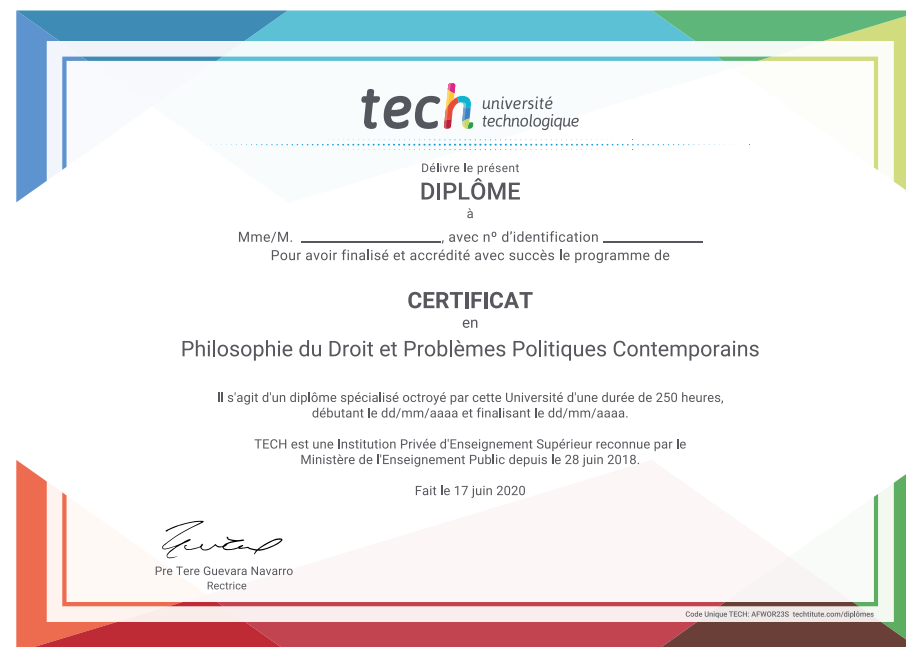 tech université
technologique
Délivre le présent
DIPLÔME
à
Mme/M. ____________________, avec nº d'identification ______________
Pour avoir finalisé et accrédité avec succès le programme de
CERTIFICAT
en
Philosophie du Droit et Problèmes Politiques Contemporains
Il s'agit d'un diplôme spécialisé octroyé par cette Université d'une durée de 250 heures,
débutant le dd/mm/aaaa et finalisant le dd/mm/aaaa.
TECH est une Institution Privée d'Enseignement Supérieur reconnue par le
Ministère de l'Enseignement Public depuis le 28 juin 2018.
Fait le 17 juin 2020
Pre Tere Guevara Navarro
Rectrice
Code Unique TECH: AFWOR23S techtitute.com/diplômes